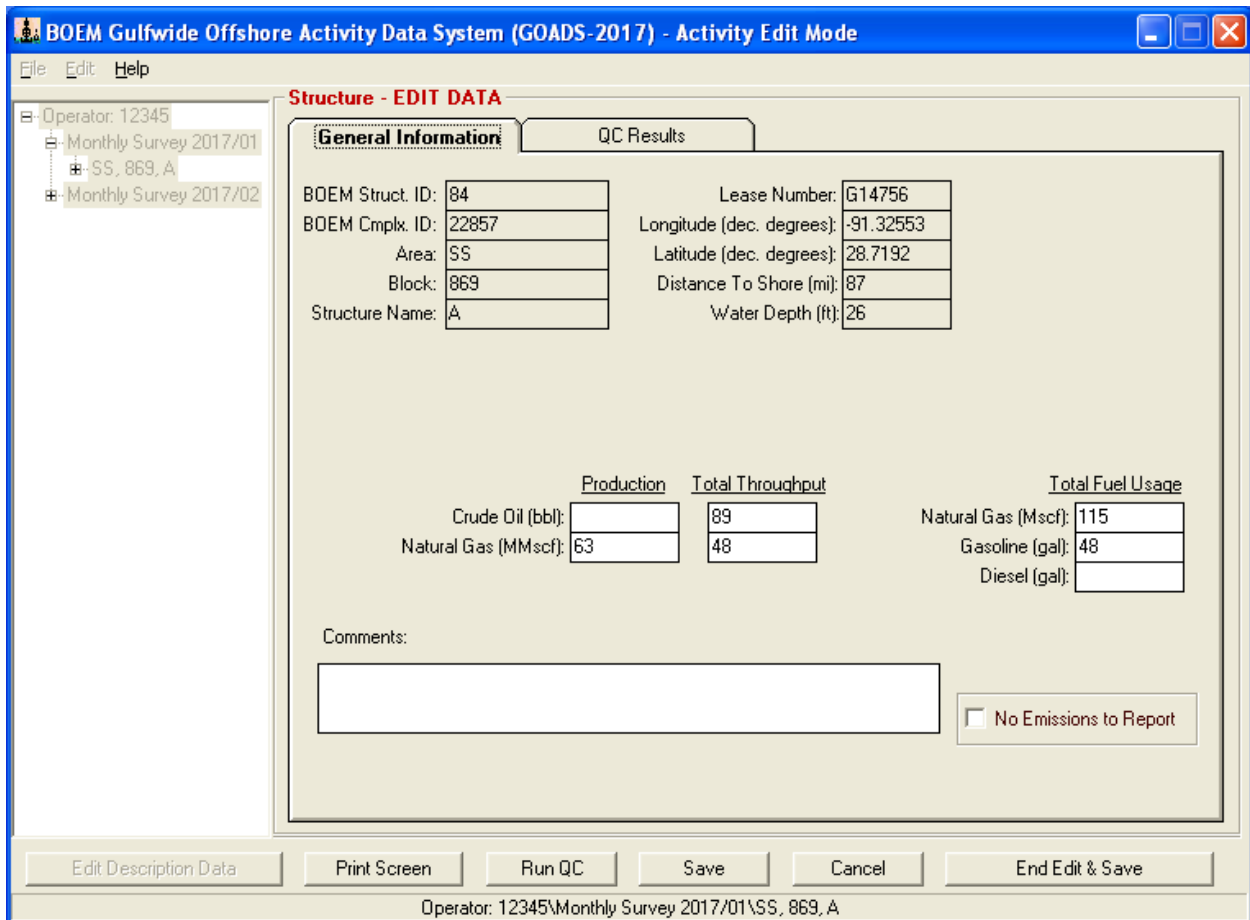 BOEM Gulfwide Offshore Activity Data System (GOADS-2017) - Activity Edit Mode
File Edit Help
Operator: 12345
Monthly Survey 2017/01
SS, 869, A
Monthly Survey 2017/02
Structure - EDIT DATA
General Information QC Results
BOEM Struct. ID: 84 Lease Number: G14756
BOEM Cmplx. ID: 22857 Longitude (dec. degrees): -91.32553
Area: SS Latitude (dec. degrees): 28.7192
Block: 869 Distance To Shore (mi): 87
Structure Name: A Water Depth (ft): 26
Production Total Throughput Total Fuel Usage
Crude Oil (bbl): 89 Natural Gas (Mscf): 115
Natural Gas (MMscf): 63 48 Gasoline (gal): 48
Diesel (gal):
Comments:
No Emissions to Report
Edit Description Data Print Screen Run QC Save Cancel End Edit & Save
Operator: 12345\Monthly Survey 2017/01\SS, 869, A